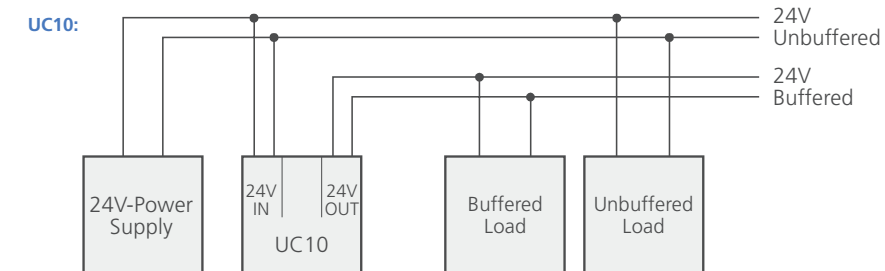 UC10:
24V
Unbuffered
24V
Buffered
24V-Power
Supply
24V
IN
24V
OUT
UC10
Buffered
Load
Unbuffered
Load